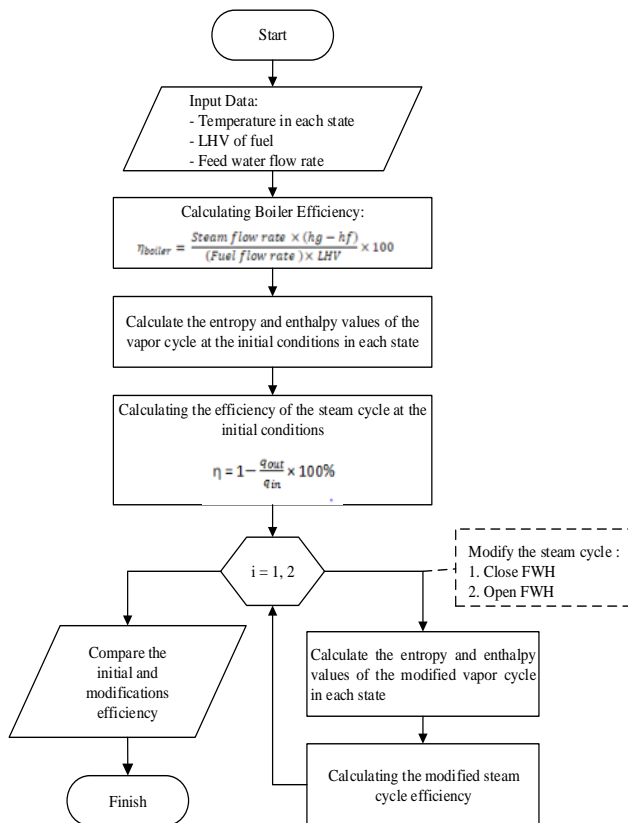 Start
Input Data:
- Temperature in each state
- LHV of fuel
- Feed water flow rate
Calculating Boiler Efficiency:
η_boiler = Steam flow rate × (hg − hf) / (Fuel flow rate) × LHV × 100
Calculate the entropy and enthalpy values of the
vapor cycle at the initial conditions in each state
Calculating the efficiency of the steam cycle at the
initial conditions
η = 1 − q_out / q_in × 100%
i = 1, 2
Modify the steam cycle :
1. Close FWH
2. Open FWH
Compare the
initial and
modifications
efficiency
Calculate the entropy and enthalpy
values of the modified vapor cycle
in each state
Calculating the modified steam
cycle efficiency
Finish